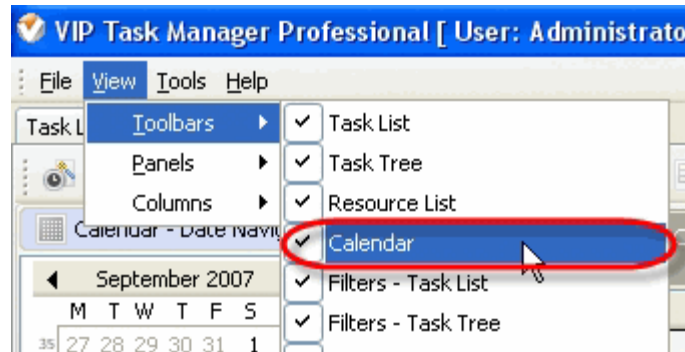 VIP Task Manager Professional [ User: Administrato
File View Tools Help
Task L
Toolbars
Panels
Columns
Task List
Task Tree
Resource List
Calendar
Filters - Task List
Filters - Task Tree
Calendar - Date Navig
September 2007
M T W T F S
35 27 28 29 30 31 1